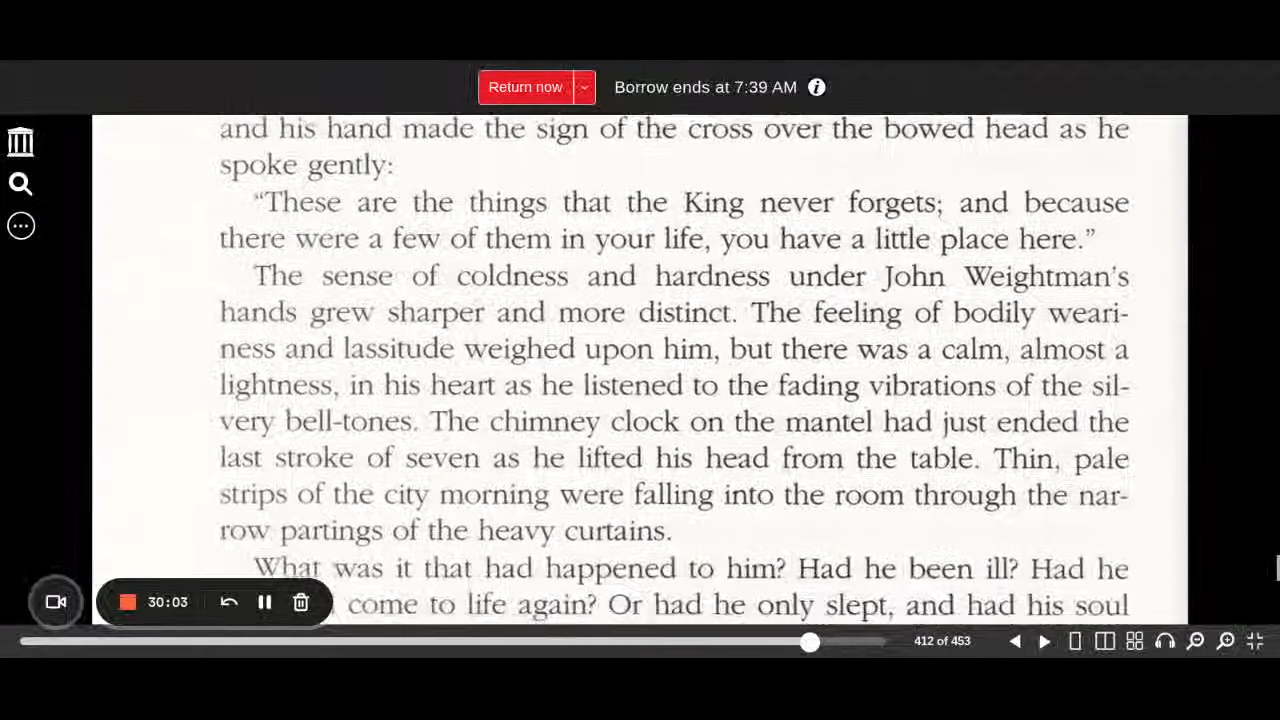 Return now
Borrow ends at 7:39 AM
and his hand made the sign of the cross over the bowed head as he
spoke gently:
“These are the things that the King never forgets; and because
there were a few of them in your life, you have a little place here.”
The sense of coldness and hardness under John Weightman’s
hands grew sharper and more distinct. The feeling of bodily weari-
ness and lassitude weighed upon him, but there was a calm, almost a
lightness, in his heart as he listened to the fading vibrations of the sil-
very bell-tones. The chimney clock on the mantel had just ended the
last stroke of seven as he lifted his head from the table. Thin, pale
strips of the city morning were falling into the room through the nar-
row partings of the heavy curtains.
What was it that had happened to him? Had he been ill? Had he
come to life again? Or had he only slept, and had his soul
30:03
412 of 453